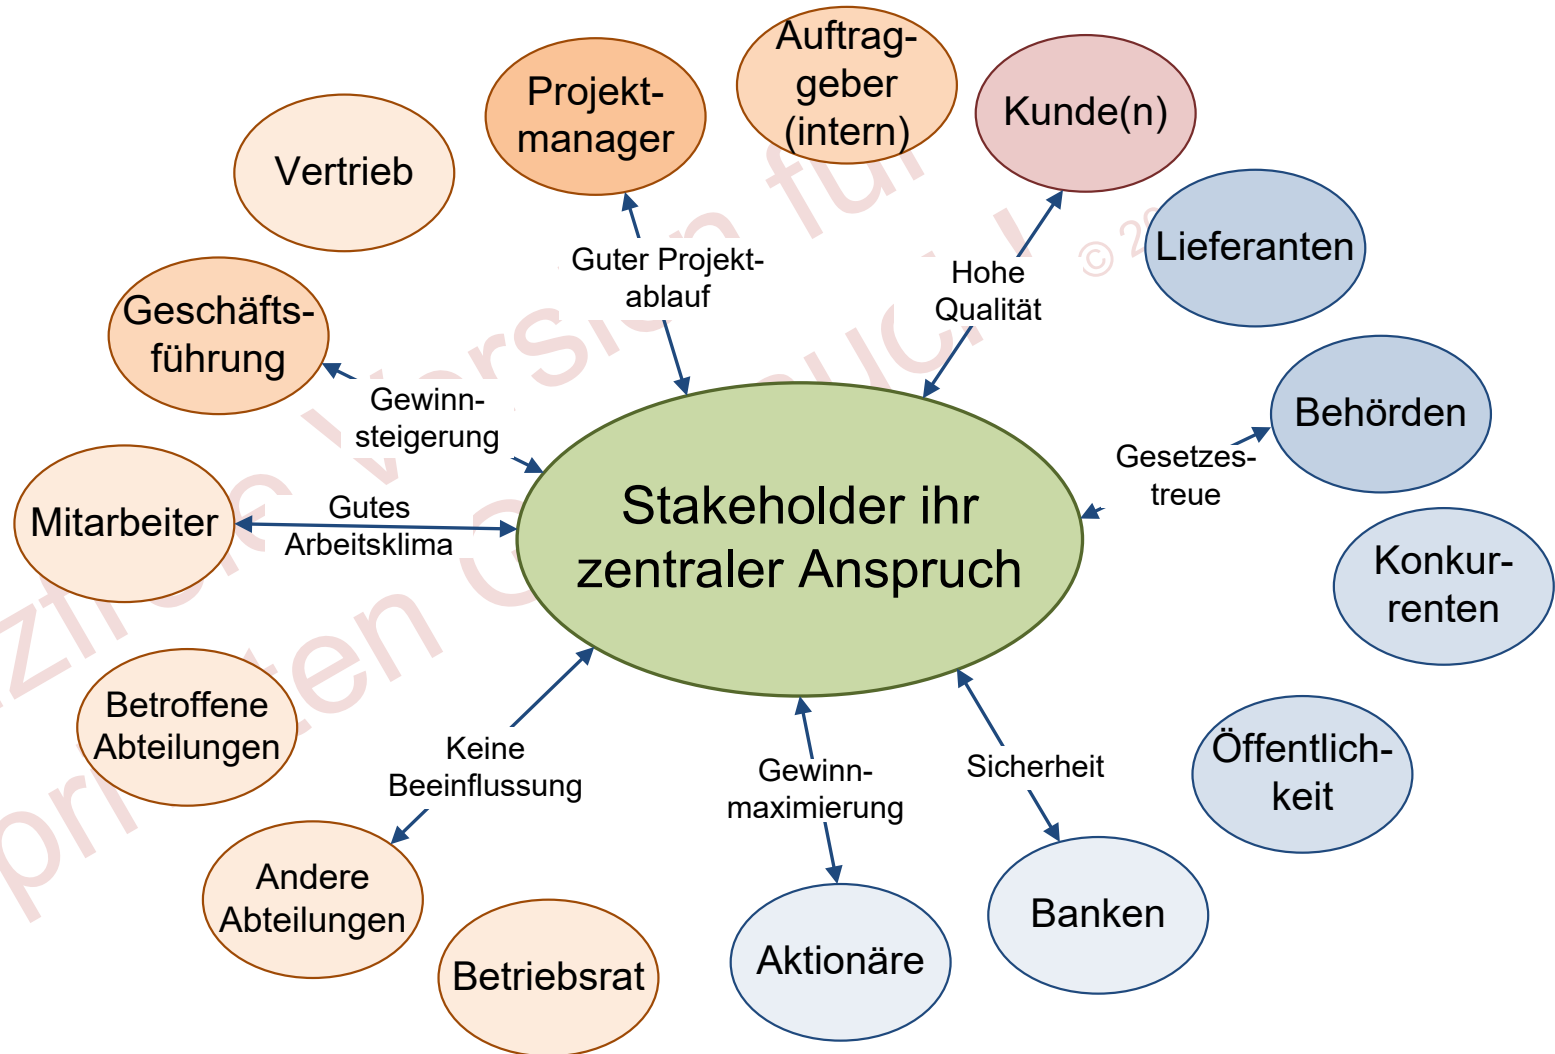 Auftrag-
geber
(intern)
Projekt-
manager
Kunde(n)
Vertrieb
Lieferanten
Guter Projekt-
ablauf
Hohe
Qualität
© 20
Geschäfts-
führung
Behörden
Gewinn-
steigerung
Gesetzes-
treue
Stakeholder ihr
zentraler Anspruch
Mitarbeiter
Gutes
Arbeitsklima
Konkur-
renten
Betroffene
Abteilungen
Keine
Beeinflussung
Gewinn-
maximierung
Sicherheit
Öffentlich-
keit
Andere
Abteilungen
Betriebsrat
Aktionäre
Banken